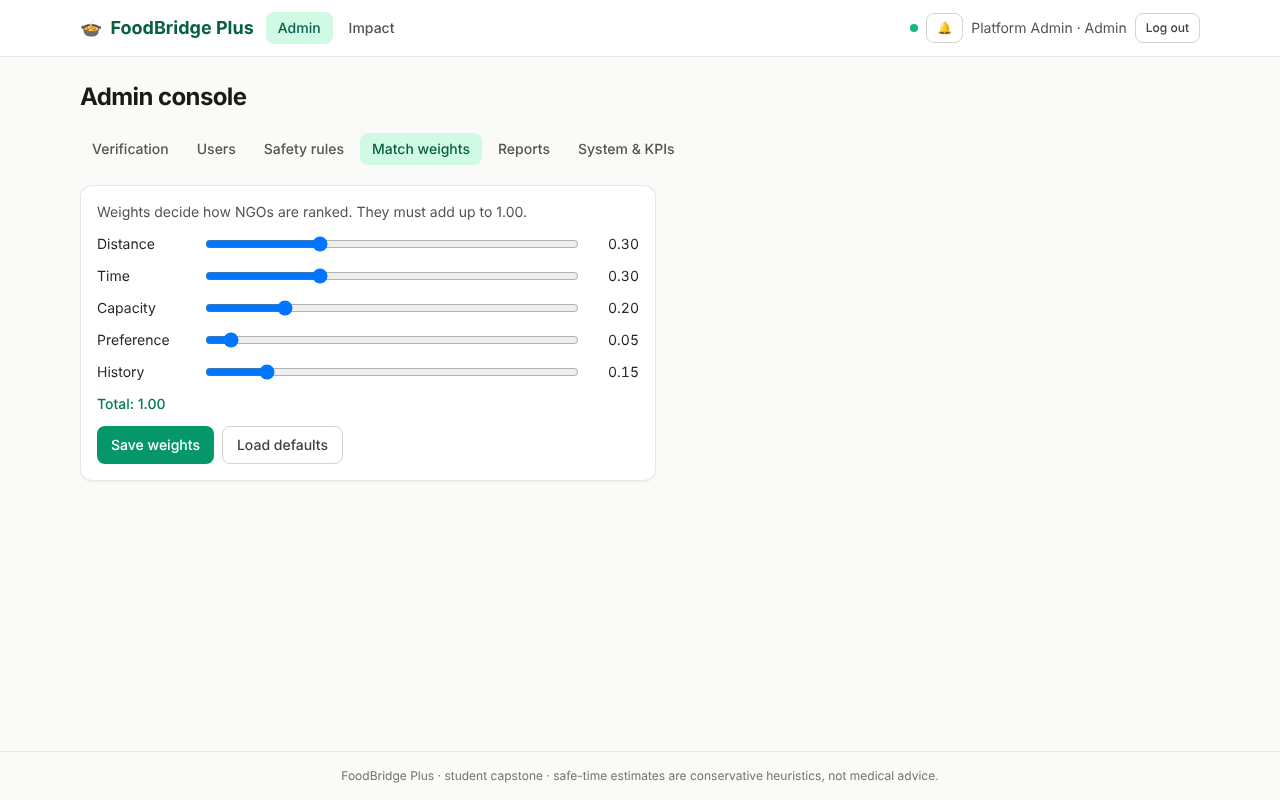 FoodBridge Plus Admin Impact Platform Admin · Admin Log out
Admin console
Verification Users Safety rules Match weights Reports System & KPIs
Weights decide how NGOs are ranked. They must add up to 1.00.
Distance 0.30
Time 0.30
Capacity 0.20
Preference 0.05
History 0.15
Total: 1.00
Save weights Load defaults
FoodBridge Plus · student capstone · safe-time estimates are conservative heuristics, not medical advice.